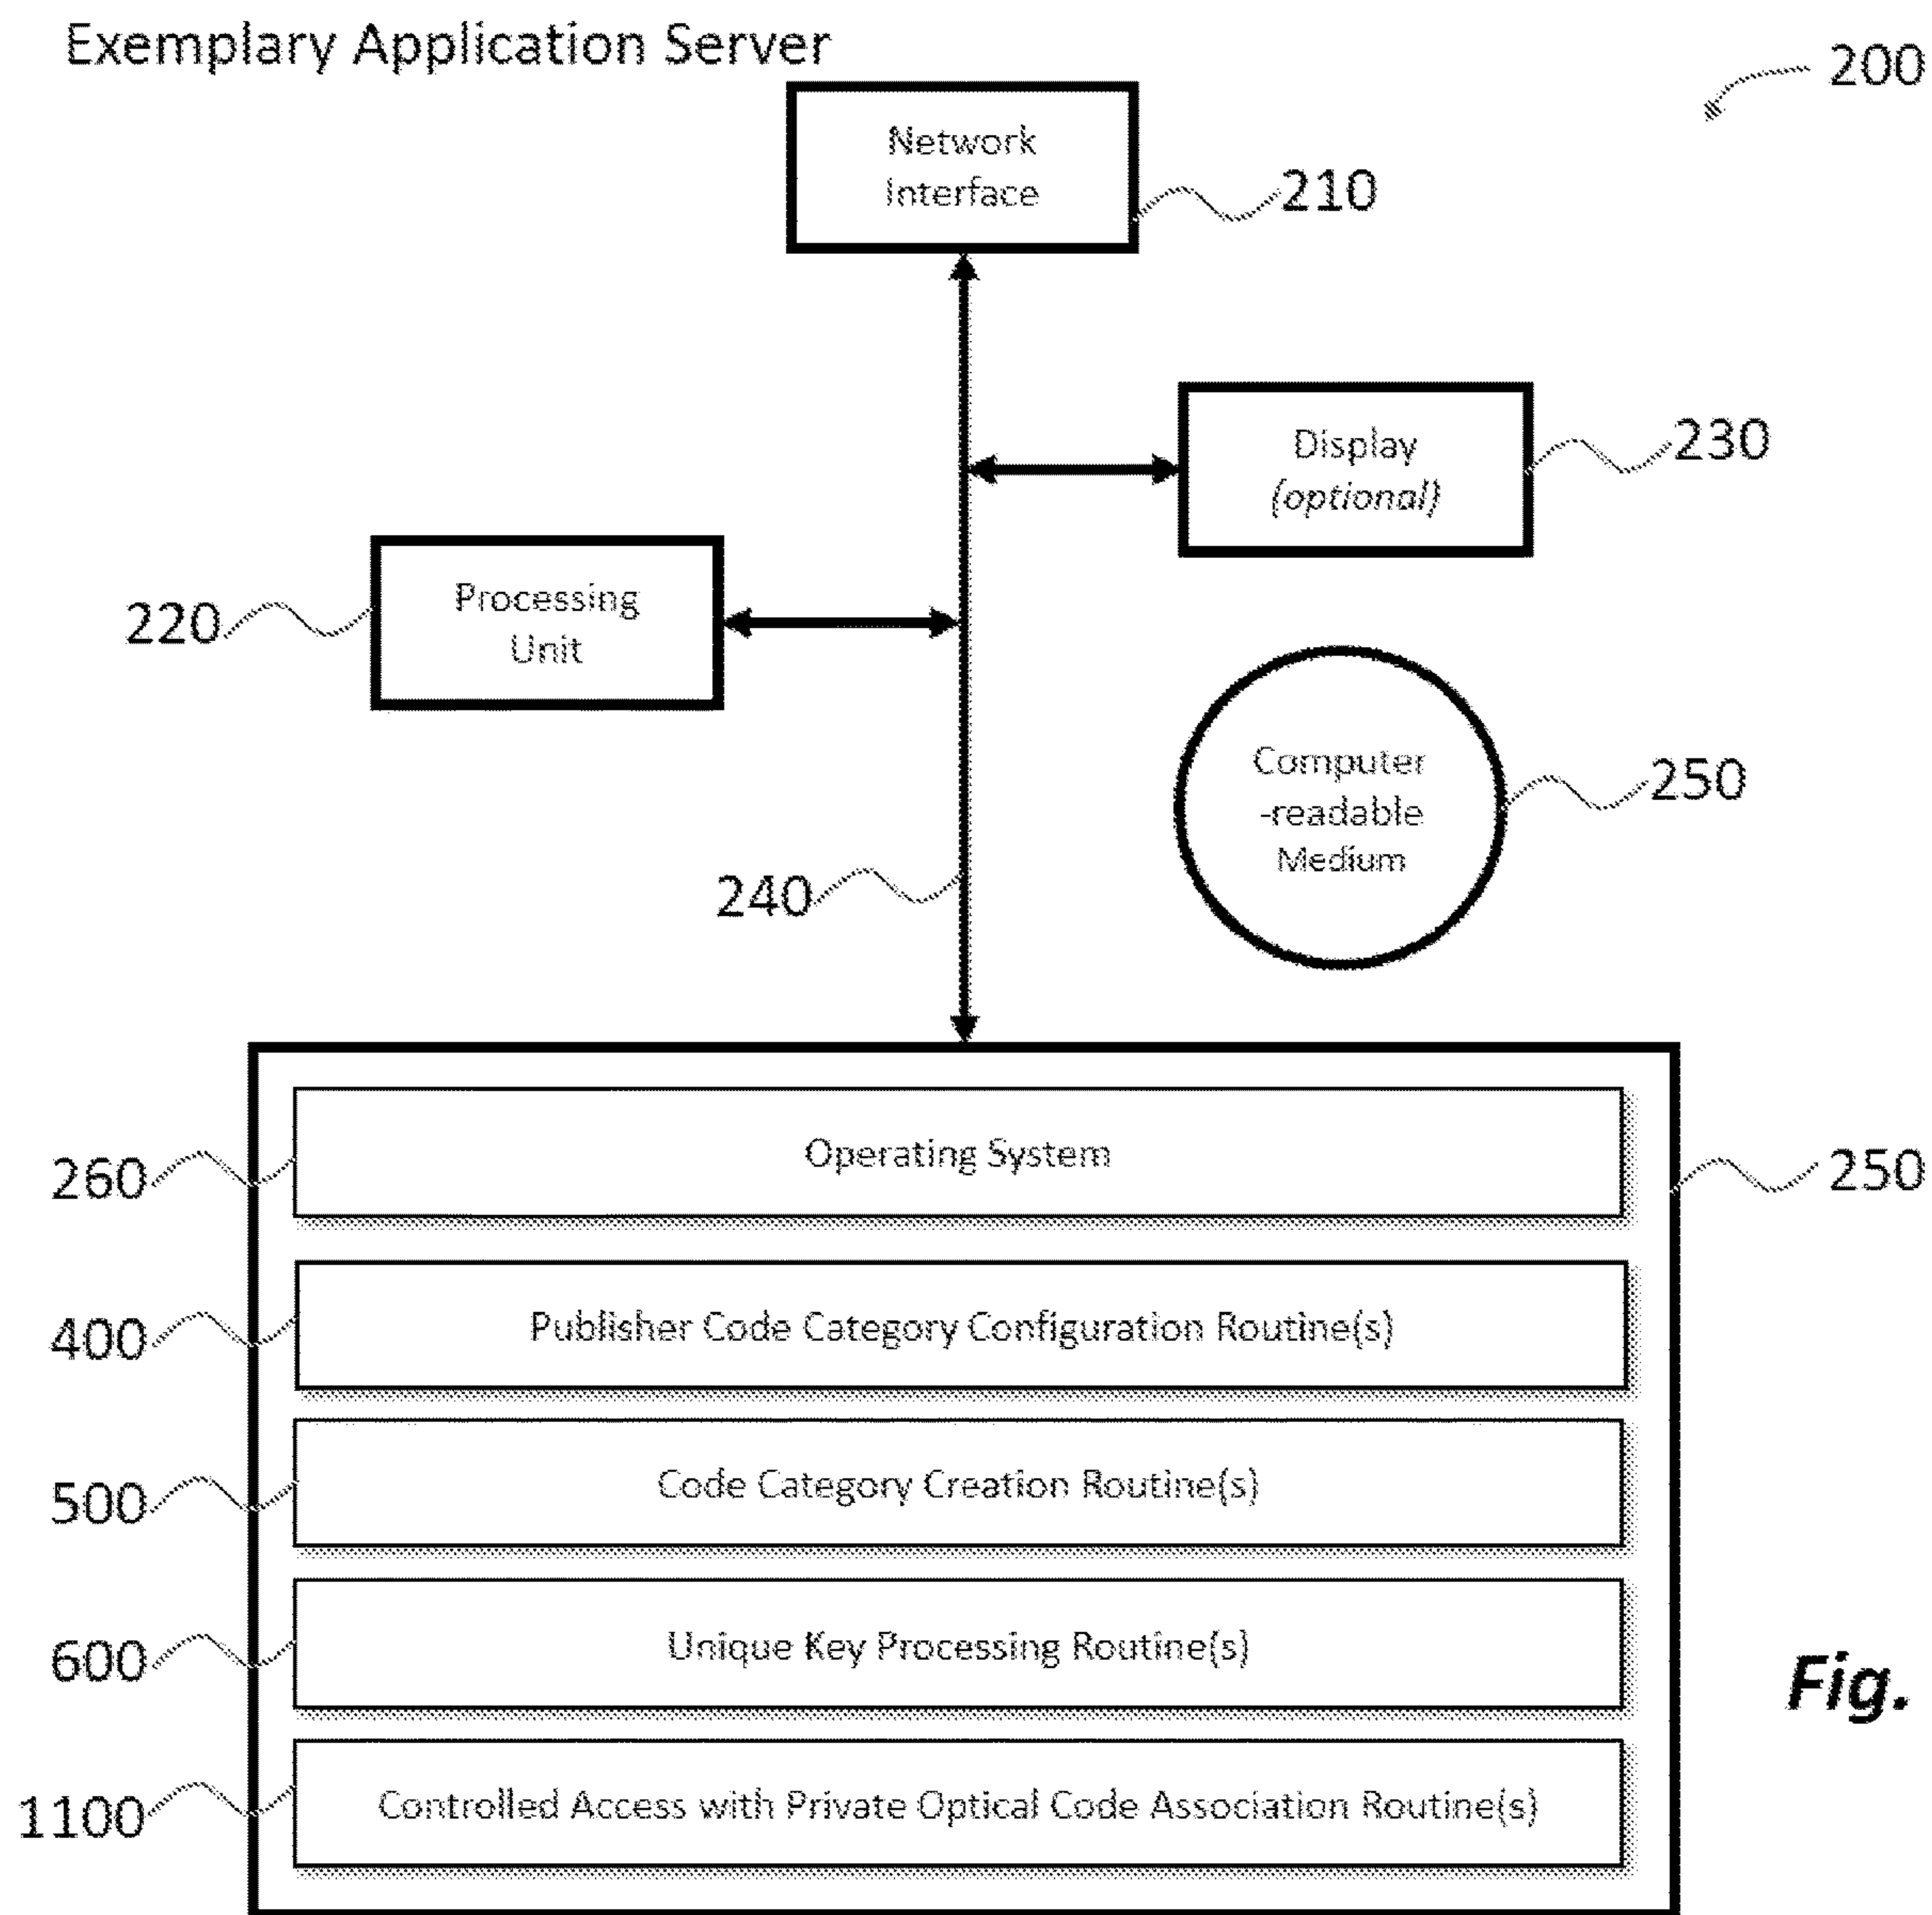 Exemplary Application Server
200
Network
Interface
210
Display
(optional)
230
Processing
Unit
220
Computer
-readable
Medium
250
240
Operating System
260
250
Publisher Code Category Configuration Routine(s)
400
Code Category Creation Routine(s)
500
Unique Key Processing Routine(s)
600
Fig.
Controlled Access with Private Optical Code Association Routine(s)
1100